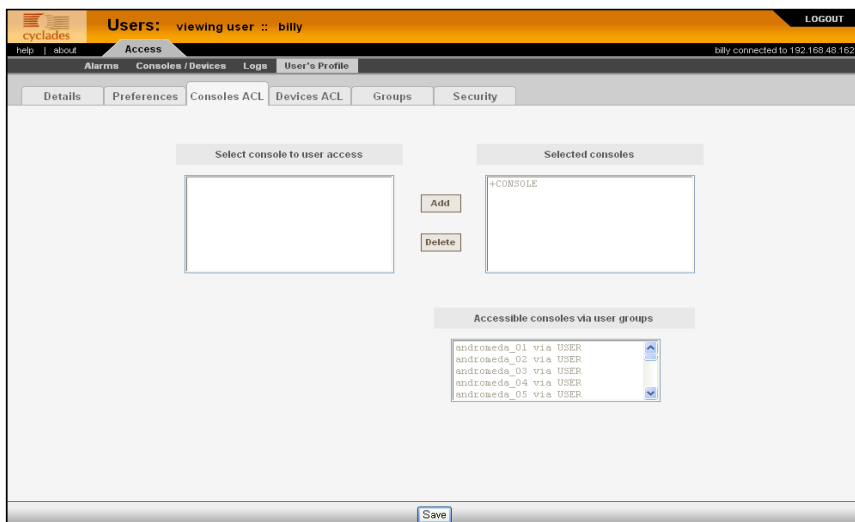 cyclades
Users: viewing user :: billy
LOGOUT
help | about
Access
billy connected to 192.168.48.162
Alarms Consoles / Devices Logs User's Profile
Details Preferences Consoles ACL Devices ACL Groups Security
Select console to user access
Selected consoles
+CONSOLE
Add
Delete
Accessible consoles via user groups
andromeda_01 via USER
andromeda_02 via USER
andromeda_03 via USER
andromeda_04 via USER
andromeda_05 via USER
Save